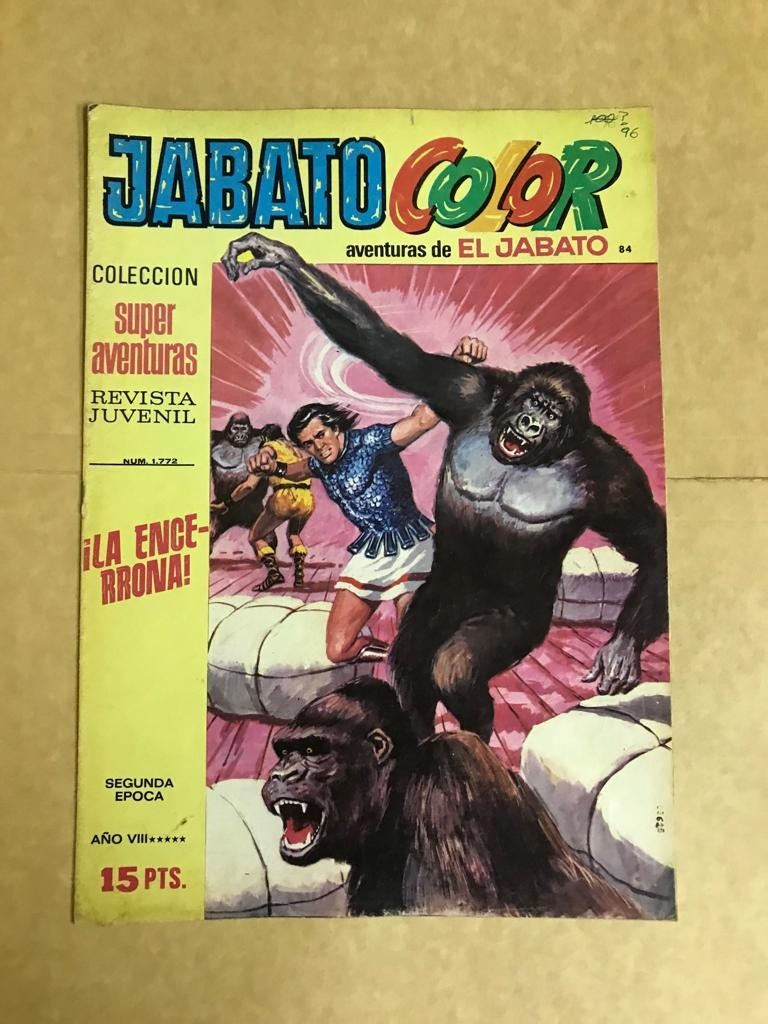 JABATO COLOR
aventuras de EL JABATO 84
COLECCION
super
aventuras
REVISTA
JUVENIL
NUM. 1.772
¡LA ENCE-
RRONA!
SEGUNDA
EPOCA
AÑO VIII★★★★★
15 PTS.
96